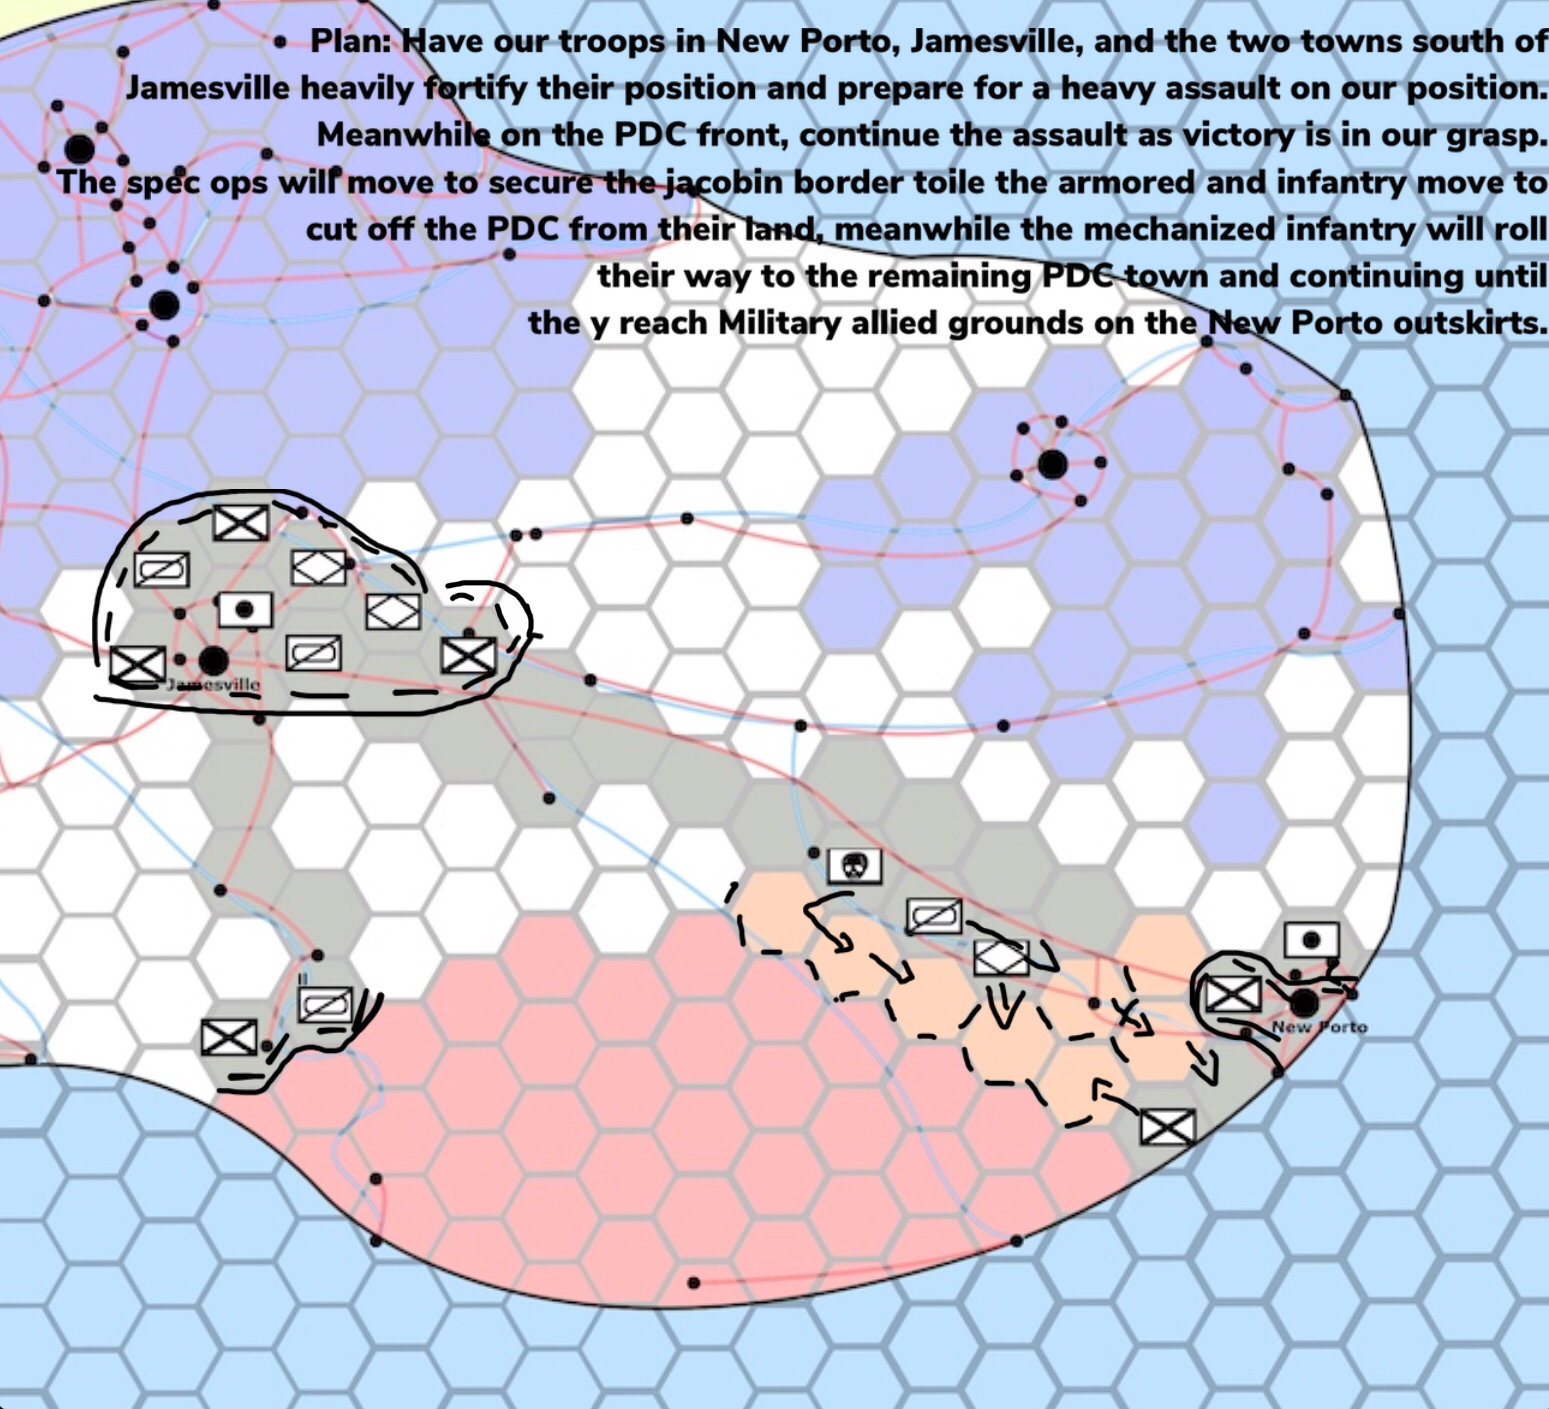 Plan: Have our troops in New Porto, Jamesville, and the two towns south of
Jamesville heavily fortify their position and prepare for a heavy assault on our position.
Meanwhile on the PDC front, continue the assault as victory is in our grasp.
The spec ops will move to secure the jacobin border toile the armored and infantry move to
cut off the PDC from their land, meanwhile the mechanized infantry will roll
their way to the remaining PDC town and continuing until
the y reach Military allied grounds on the New Porto outskirts.
Jamesville
New Porto